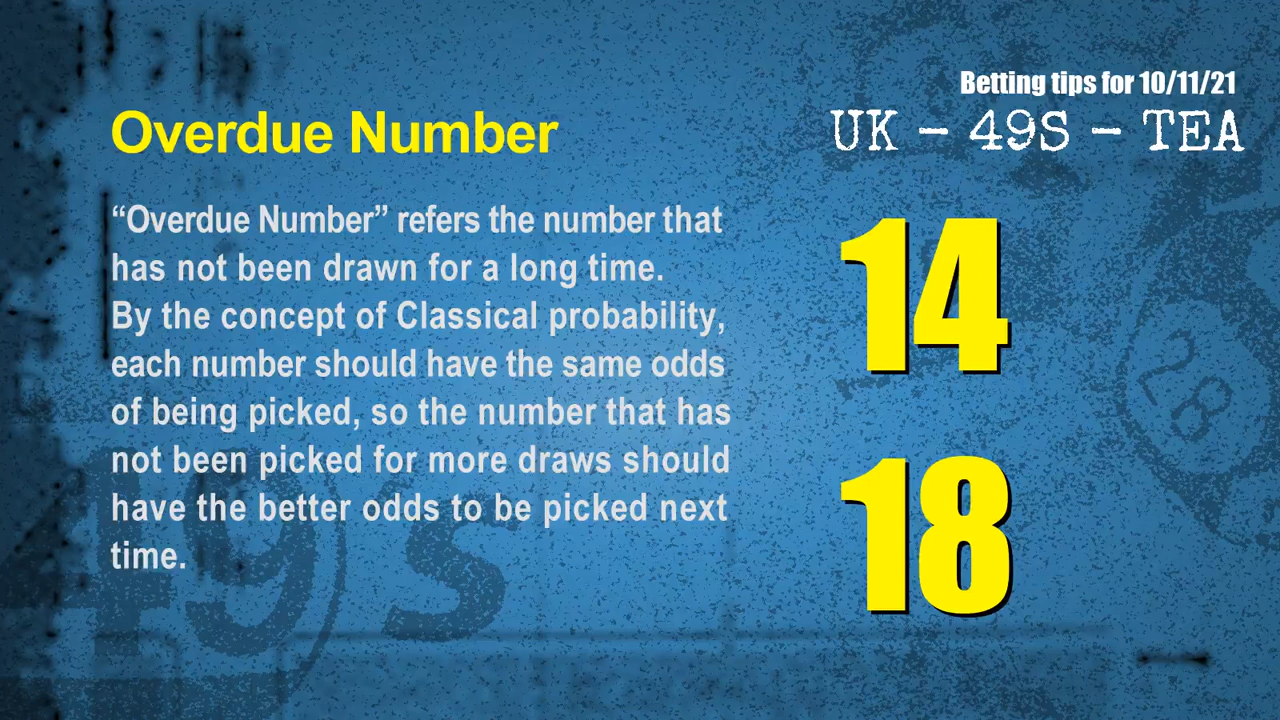 Betting tips for 10/11/21
UK - 49S - TEA
Overdue Number
“Overdue Number” refers the number that
has not been drawn for a long time.
By the concept of Classical probability,
each number should have the same odds
of being picked, so the number that has
not been picked for more draws should
have the better odds to be picked next
time.
14
18
28
49's